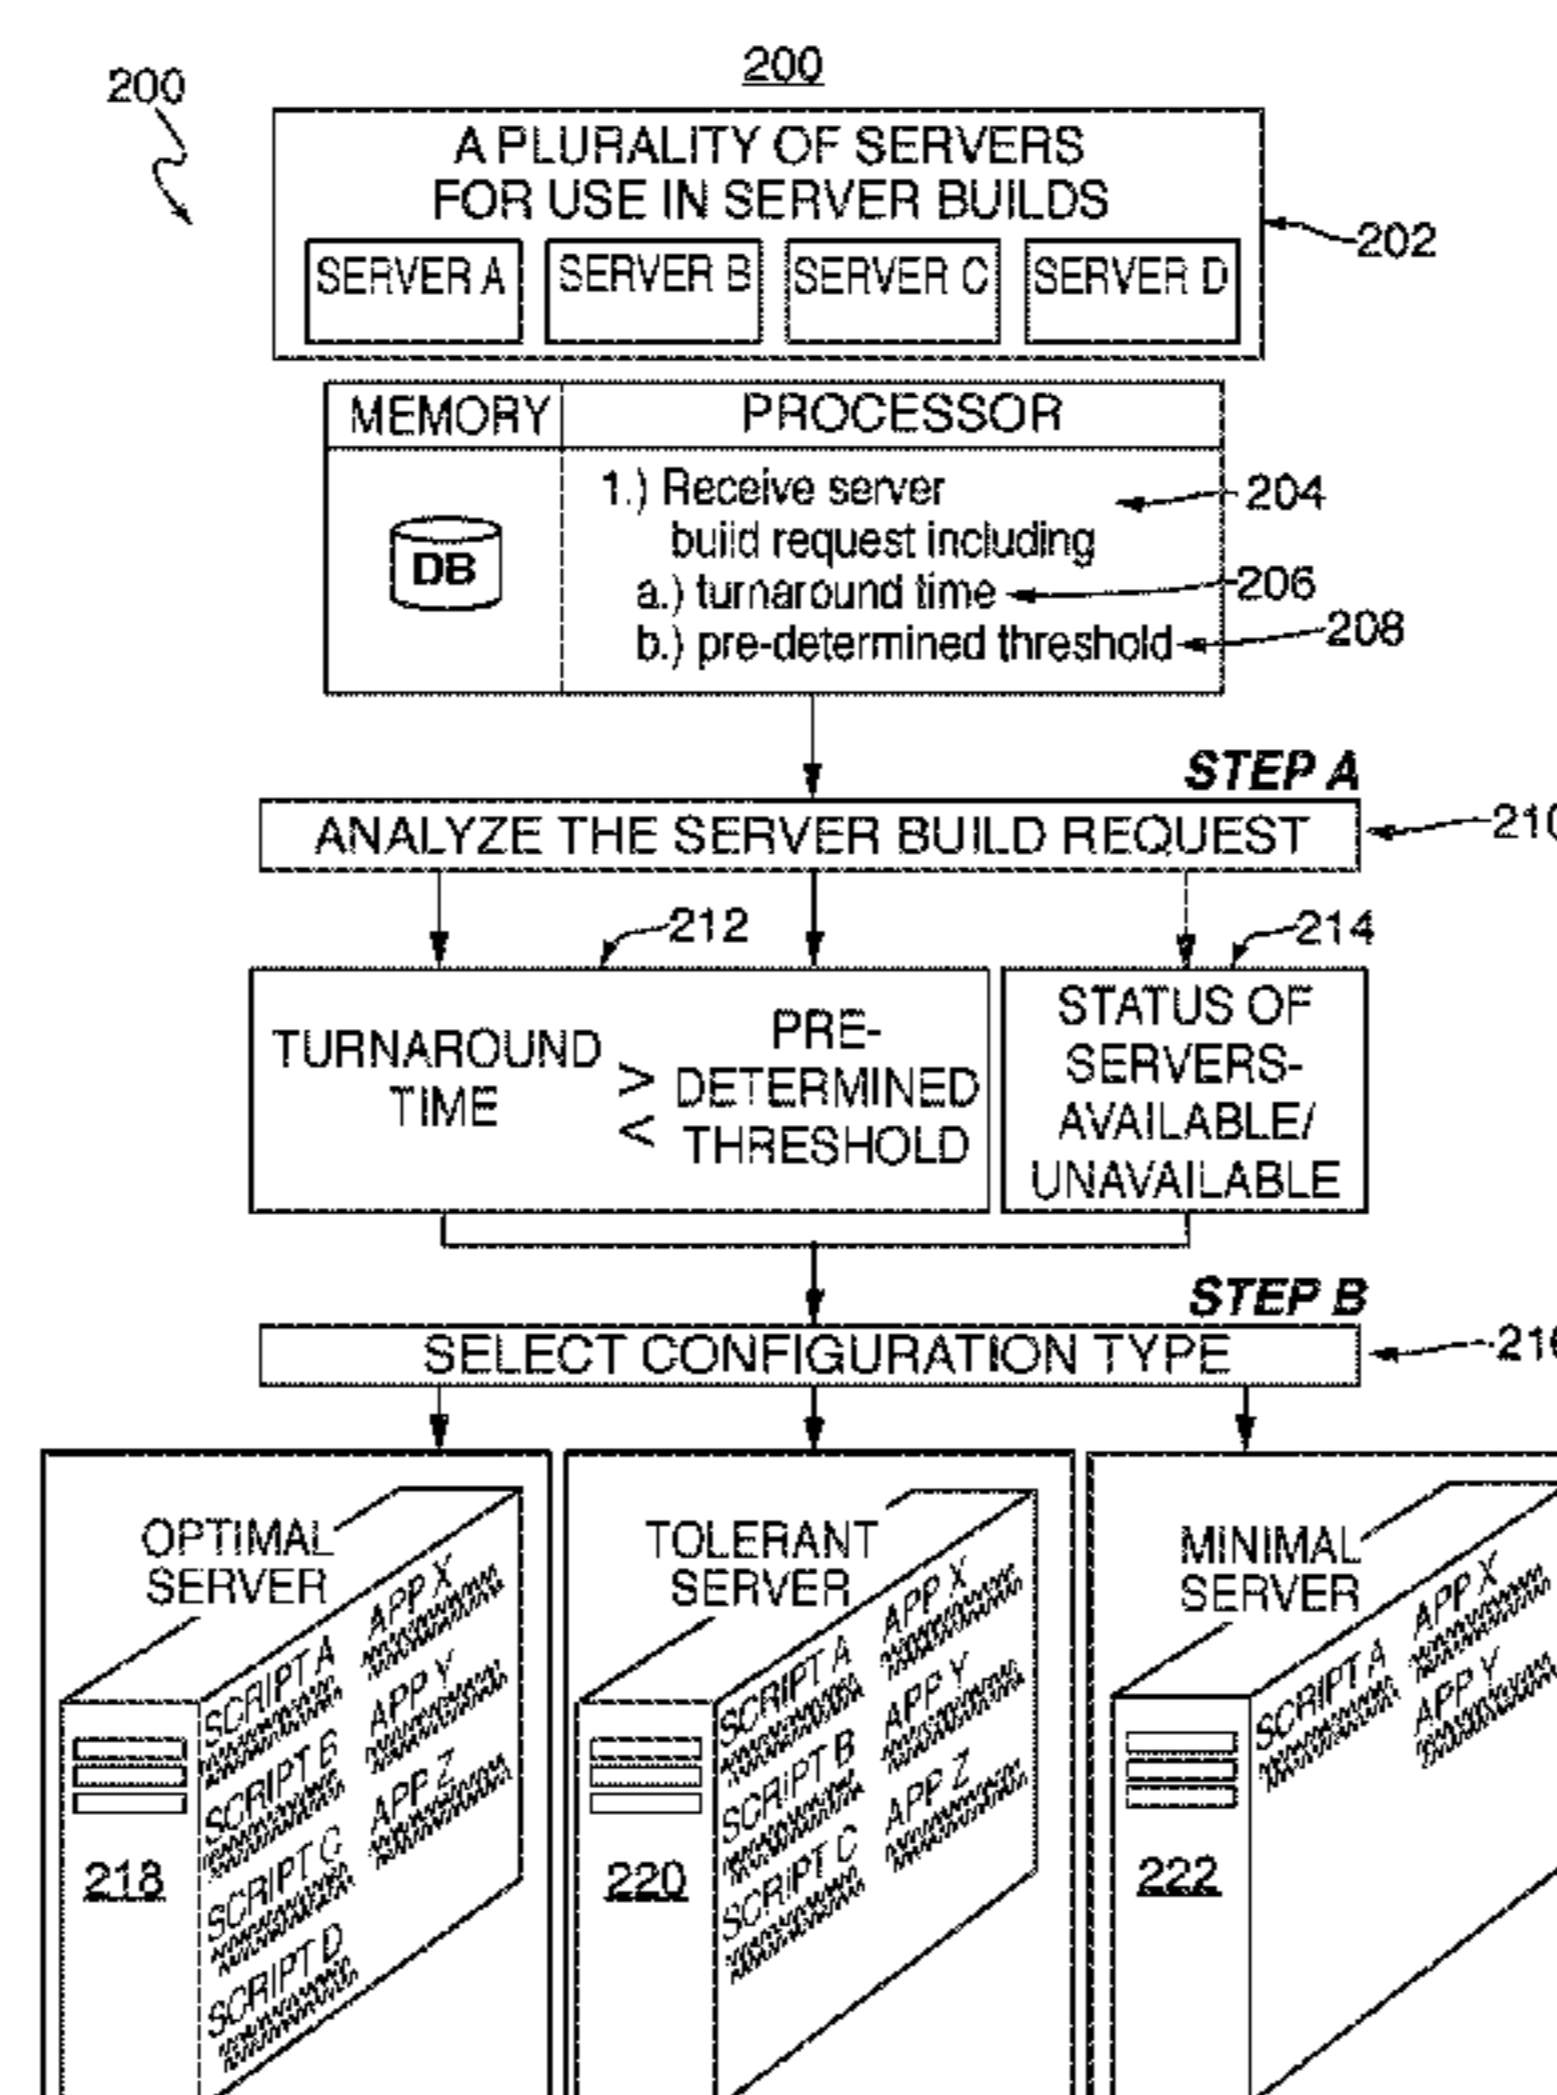 200
200
A PLURALITY OF SERVERS
FOR USE IN SERVER BUILDS
202
SERVER A
SERVER B
SERVER C
SERVER D
MEMORY
PROCESSOR
DB
1.) Receive server
204
build request including
a.) turnaround time
206
b.) pre-determined threshold
208
STEP A
ANALYZE THE SERVER BUILD REQUEST
210
212
214
TURNAROUND
TIME
>
<
PRE-
DETERMINED
THRESHOLD
STATUS OF
SERVERS-
AVAILABLE/
UNAVAILABLE
STEP B
SELECT CONFIGURATION TYPE
216
OPTIMAL
SERVER
SCRIPT A
SCRIPT B
SCRIPT C
SCRIPT D
APP X
APP Y
APP Z
218
TOLERANT
SERVER
SCRIPT A
SCRIPT B
SCRIPT C
APP X
APP Y
APP Z
220
MINIMAL
SERVER
SCRIPT A
APP X
APP Y
222